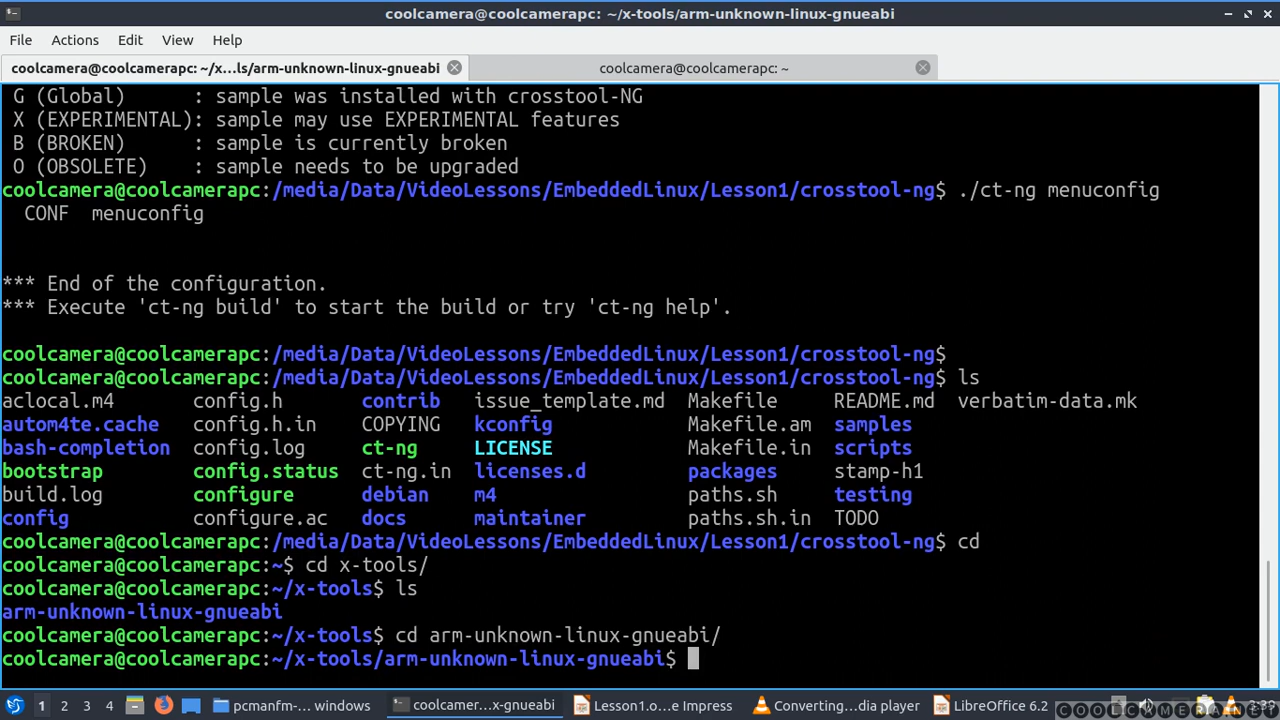 coolcamera@coolcamerapc: ~/x-tools/arm-unknown-linux-gnueabi
File Actions Edit View Help
coolcamera@coolcamerapc: ~/x...ls/arm-unknown-linux-gnueabi coolcamera@coolcamerapc: ~
G (Global) : sample was installed with crosstool-NG
X (EXPERIMENTAL): sample may use EXPERIMENTAL features
B (BROKEN) : sample is currently broken
O (OBSOLETE) : sample needs to be upgraded
coolcamera@coolcamerapc:/media/Data/VideoLessons/EmbeddedLinux/Lesson1/crosstool-ng$ ./ct-ng menuconfig
CONF menuconfig
*** End of the configuration.
*** Execute 'ct-ng build' to start the build or try 'ct-ng help'.
coolcamera@coolcamerapc:/media/Data/VideoLessons/EmbeddedLinux/Lesson1/crosstool-ng$
coolcamera@coolcamerapc:/media/Data/VideoLessons/EmbeddedLinux/Lesson1/crosstool-ng$ ls
aclocal.m4 config.h contrib issue_template.md Makefile README.md verbatim-data.mk
autom4te.cache config.h.in COPYING kconfig Makefile.am samples
bash-completion config.log ct-ng LICENSE Makefile.in scripts
bootstrap config.status ct-ng.in licenses.d packages stamp-h1
build.log configure debian m4 paths.sh testing
config configure.ac docs maintainer paths.sh.in TODO
coolcamera@coolcamerapc:/media/Data/VideoLessons/EmbeddedLinux/Lesson1/crosstool-ng$ cd
coolcamera@coolcamerapc:~$ cd x-tools/
coolcamera@coolcamerapc:~/x-tools$ ls
arm-unknown-linux-gnueabi
coolcamera@coolcamerapc:~/x-tools$ cd arm-unknown-linux-gnueabi/
coolcamera@coolcamerapc:~/x-tools/arm-unknown-linux-gnueabi$
1 2 3 4 pcmanfm-... windows coolcamer...x-gnueabi Lesson1.o...e Impress Converting...dia player LibreOffice 6.2
COOLCAMERA.NET